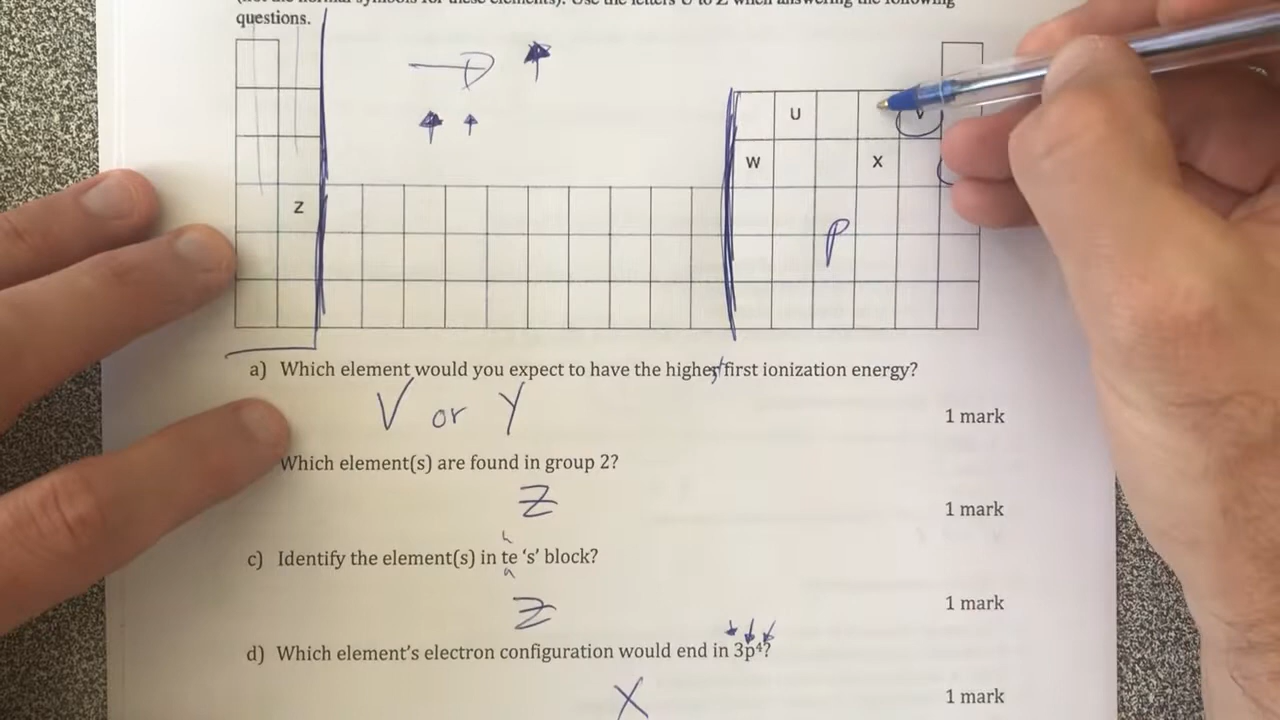 questions.
U
V
W
X
Z
P
a) Which element would you expect to have the highest first ionization energy?
V or Y
1 mark
Which element(s) are found in group 2?
Z
1 mark
h
c) Identify the element(s) in te ‘s’ block?
Z
1 mark
d) Which element’s electron configuration would end in 3p⁴?
X
1 mark